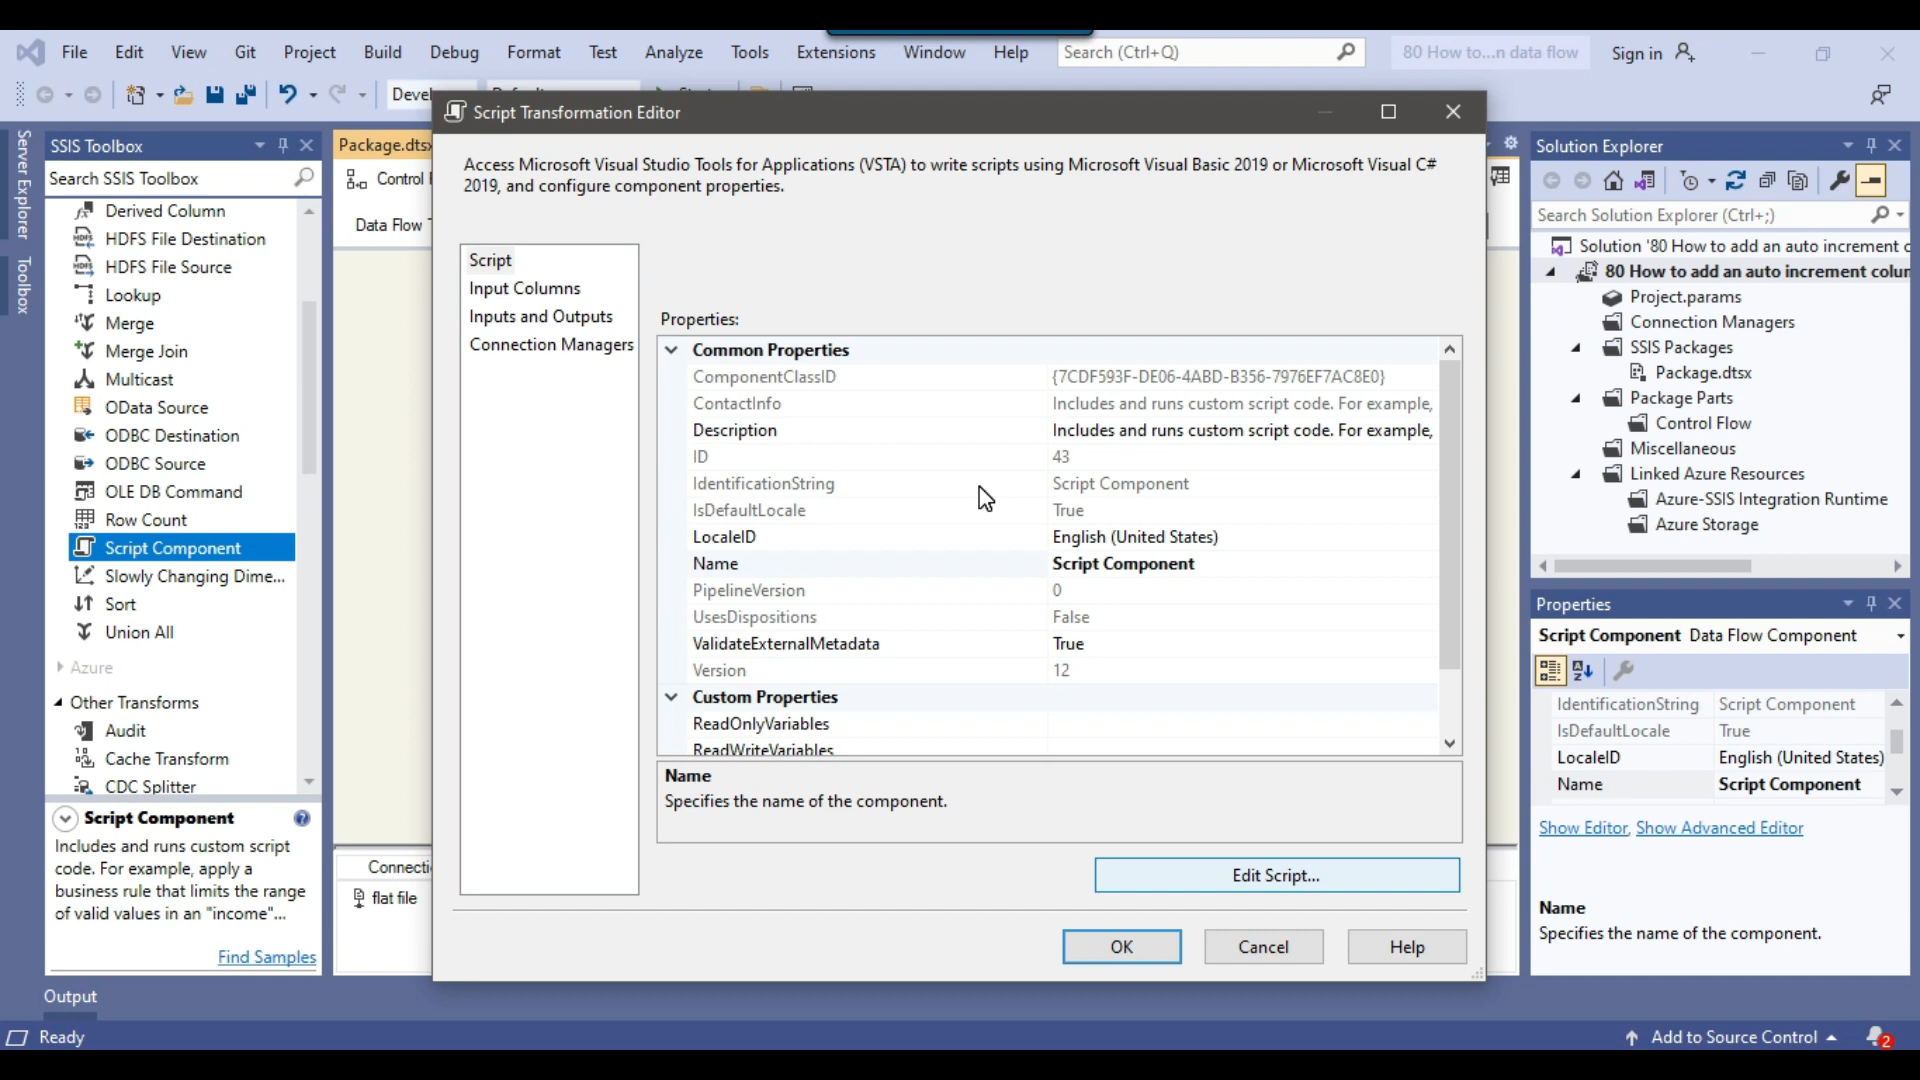 File Edit View Git Project Build Debug Format Test Analyze Tools Extensions Window Help Search (Ctrl+Q) 80 How to...n data flow Sign in
Script Transformation Editor
Access Microsoft Visual Studio Tools for Applications (VSTA) to write scripts using Microsoft Visual Basic 2019 or Microsoft Visual C#
2019, and configure component properties.
Script
Input Columns
Inputs and Outputs
Connection Managers
Properties:
Common Properties
ComponentClassID {7CDF593F-DE06-4ABD-B356-7976EF7AC8E0}
ContactInfo Includes and runs custom script code. For example,
Description Includes and runs custom script code. For example,
ID 43
IdentificationString Script Component
IsDefaultLocale True
LocaleID English (United States)
Name Script Component
PipelineVersion 0
UsesDispositions False
ValidateExternalMetadata True
Version 12
Custom Properties
ReadOnlyVariables
ReadWriteVariables
Name
Specifies the name of the component.
Edit Script...
OK Cancel Help
Server Explorer
Toolbox
SSIS Toolbox
Search SSIS Toolbox
Derived Column
HDFS File Destination
HDFS File Source
Lookup
Merge
Merge Join
Multicast
OData Source
ODBC Destination
ODBC Source
OLE DB Command
Row Count
Script Component
Slowly Changing Dime...
Sort
Union All
Azure
Other Transforms
Audit
Cache Transform
CDC Splitter
Script Component
Includes and runs custom script
code. For example, apply a
business rule that limits the range
of valid values in an "income"...
Find Samples
Package.dtsx
Control
Data Flow
Connecti
flat file
Solution Explorer
Search Solution Explorer (Ctrl+;)
Solution '80 How to add an auto increment c
80 How to add an auto increment colu
Project.params
Connection Managers
SSIS Packages
Package.dtsx
Package Parts
Control Flow
Miscellaneous
Linked Azure Resources
Azure-SSIS Integration Runtime
Azure Storage
Properties
Script Component Data Flow Component
IdentificationString Script Component
IsDefaultLocale True
LocaleID English (United States)
Name Script Component
Show Editor, Show Advanced Editor
Name
Specifies the name of the component.
Output
Ready
Add to Source Control 2